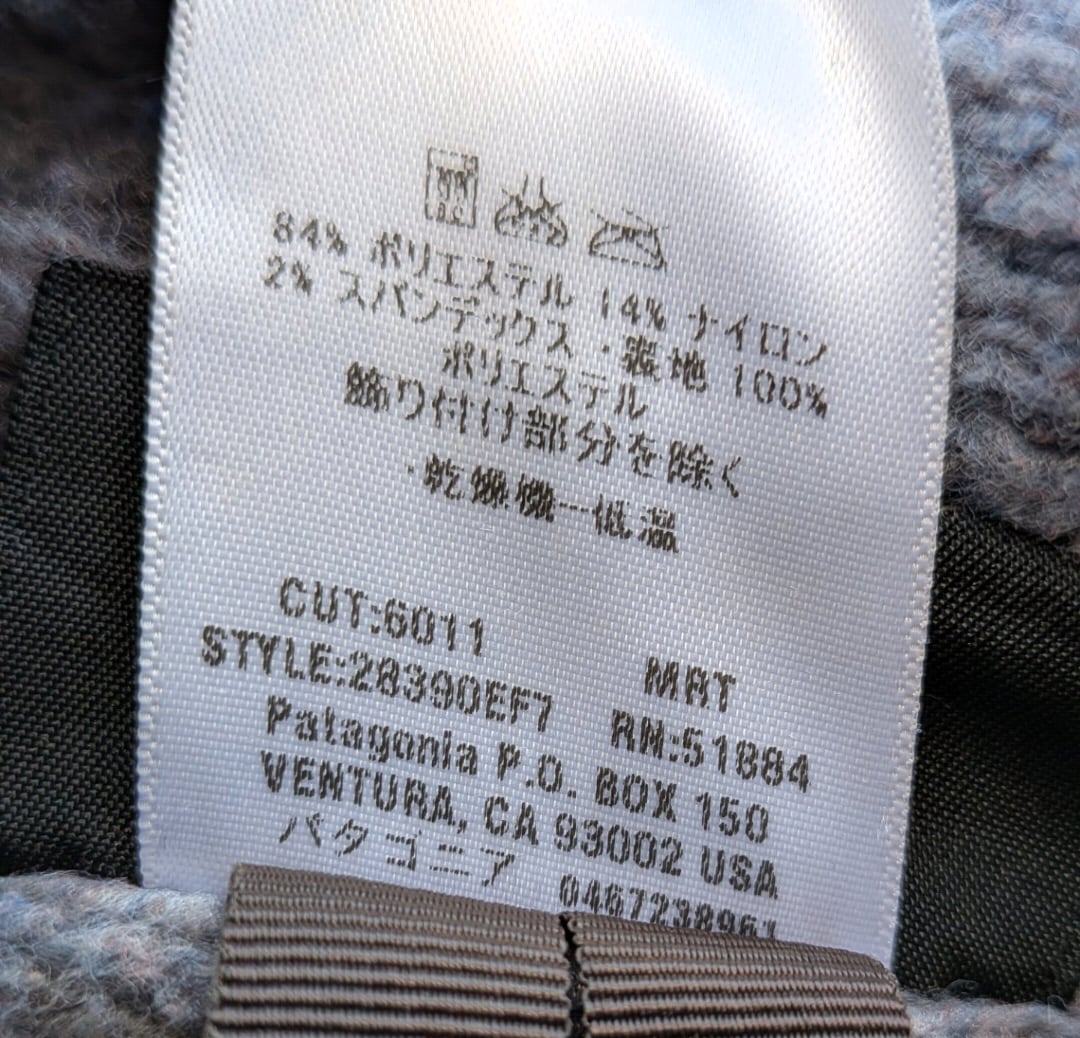 84% ポリエステル 14% ナイロン
2% スパンデックス ・表地 100%
ポリエステル
飾り付け部分を除く
・乾燥機―低温
CUT:6011
MRT
STYLE:28390EF7 RN:51884
Patagonia P.O. BOX 150
VENTURA, CA 93002 USA
パタゴニア 0467238961